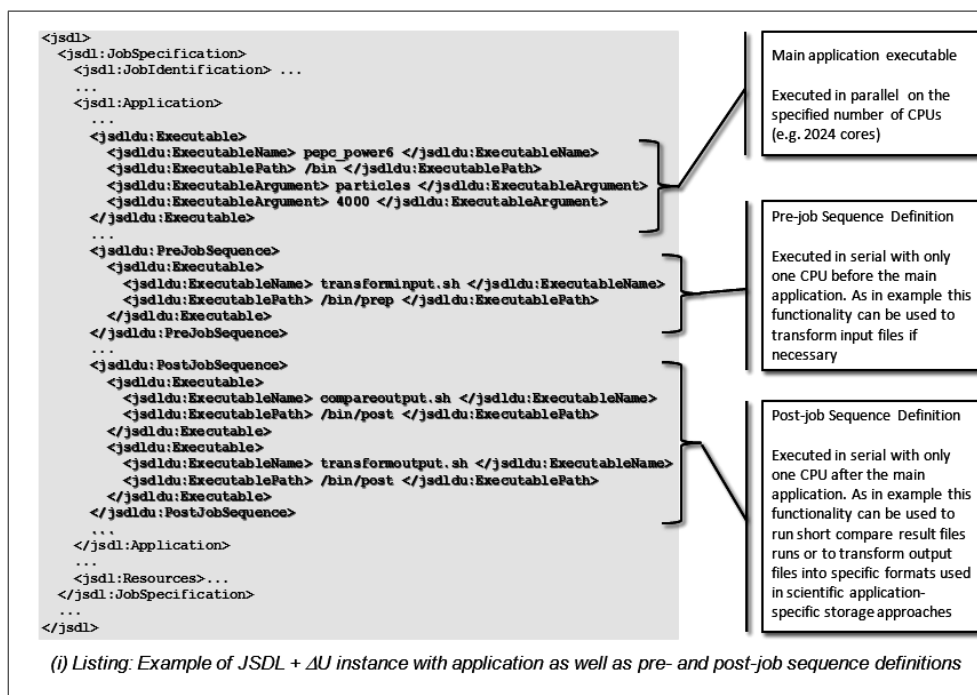 <jsdl>
<jsdl:JobSpecification>
<jsdl:JobIdentification> ...
...
<jsdl:Application>
...
<jsdldu:Executable>
<jsdldu:ExecutableName> pepc_power6 </jsdldu:ExecutableName>
<jsdldu:ExecutablePath> /bin </jsdldu:ExecutablePath>
<jsdldu:ExecutableArgument> particles </jsdldu:ExecutableArgument>
<jsdldu:ExecutableArgument> 4000 </jsdldu:ExecutableArgument>
</jsdldu:Executable>
...
<jsdldu:PreJobSequence>
<jsdldu:Executable>
<jsdldu:ExecutableName> transforminput.sh </jsdldu:ExecutableName>
<jsdldu:ExecutablePath> /bin/prep </jsdldu:ExecutablePath>
</jsdldu:Executable>
</jsdldu:PreJobSequence>
...
<jsdldu:PostJobSequence>
<jsdldu:Executable>
<jsdldu:ExecutableName> compareoutput.sh </jsdldu:ExecutableName>
<jsdldu:ExecutablePath> /bin/post </jsdldu:ExecutablePath>
</jsdldu:Executable>
<jsdldu:Executable>
<jsdldu:ExecutableName> transformoutput.sh </jsdldu:ExecutableName>
<jsdldu:ExecutablePath> /bin/post </jsdldu:ExecutablePath>
</jsdldu:Executable>
</jsdldu:PostJobSequence>
...
</jsdl:Application>
...
<jsdl:Resources>...
</jsdl:JobSpecification>
...
</jsdl>
Main application executable
Executed in parallel on the
specified number of CPUs
(e.g. 2024 cores)
Pre-job Sequence Definition
Executed in serial with only
one CPU before the main
application. As in example this
functionality can be used to
transform input files if
necessary
Post-job Sequence Definition
Executed in serial with only
one CPU after the main
application. As in example this
functionality can be used to
run short compare result files
runs or to transform output
files into specific formats used
in scientific application-
specific storage approaches
(i) Listing: Example of JSDL + ΔU instance with application as well as pre- and post-job sequence definitions